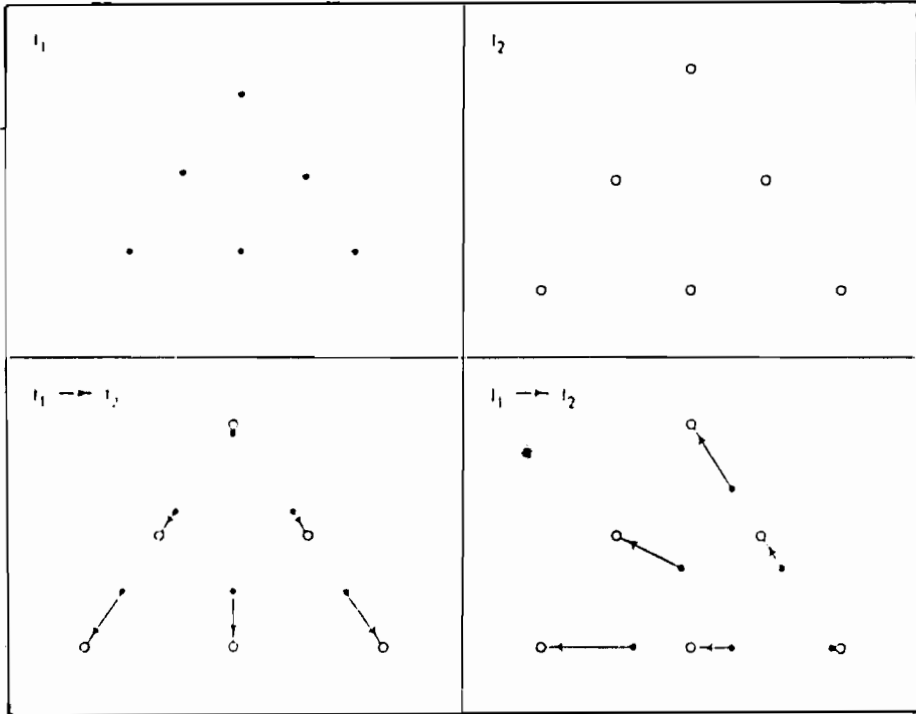 t₁
t₂
t₁ → t₂
t₁ → t₂